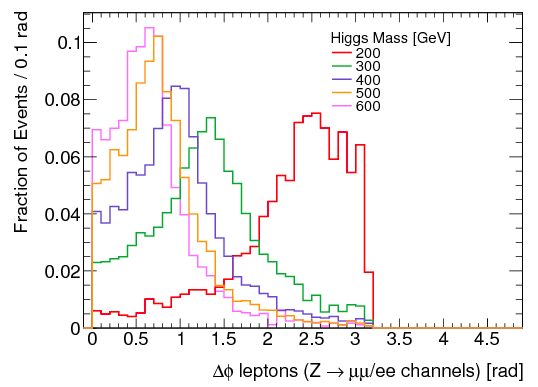 Fraction of Events / 0.1 rad
0.1
0.08
0.06
0.04
0.02
0
Higgs Mass [GeV]
200
300
400
500
600
0 0.5 1 1.5 2 2.5 3 3.5 4 4.5
Δϕ leptons (Z → μμ/ee channels) [rad]